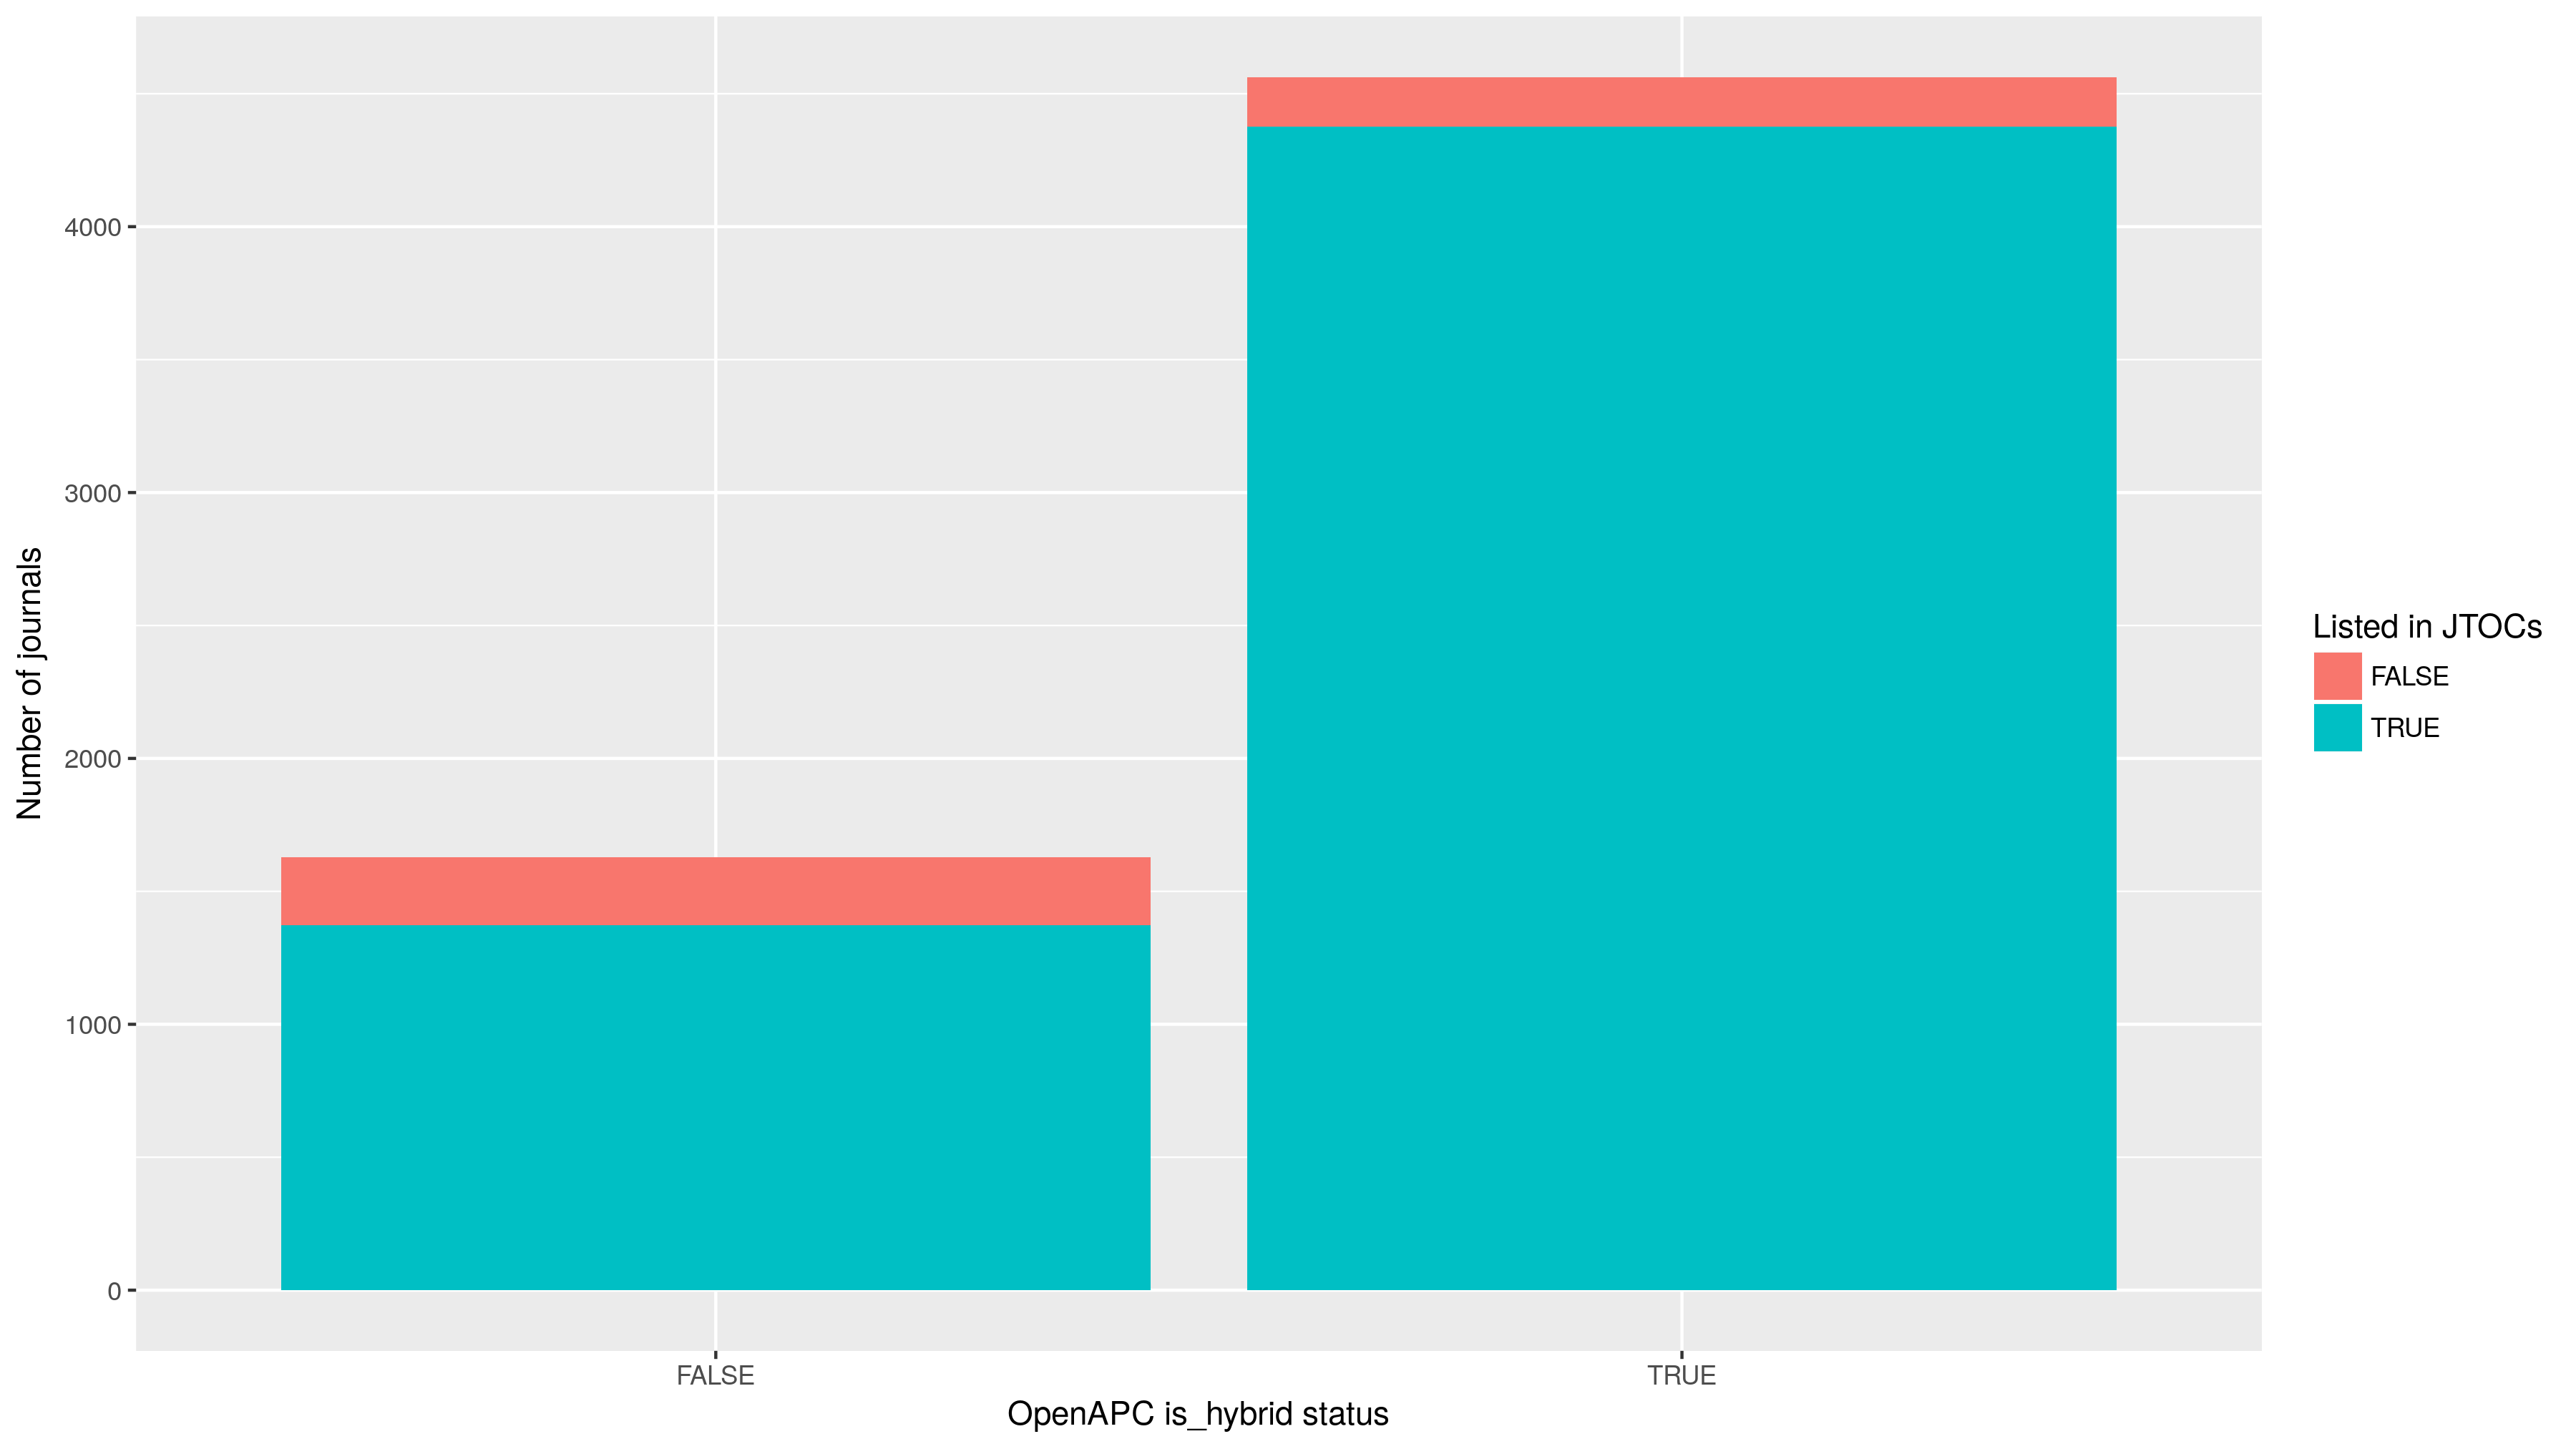 Number of journals
4000
3000
2000
1000
0
FALSE
TRUE
OpenAPC is_hybrid status
Listed in JTOCs
FALSE
TRUE